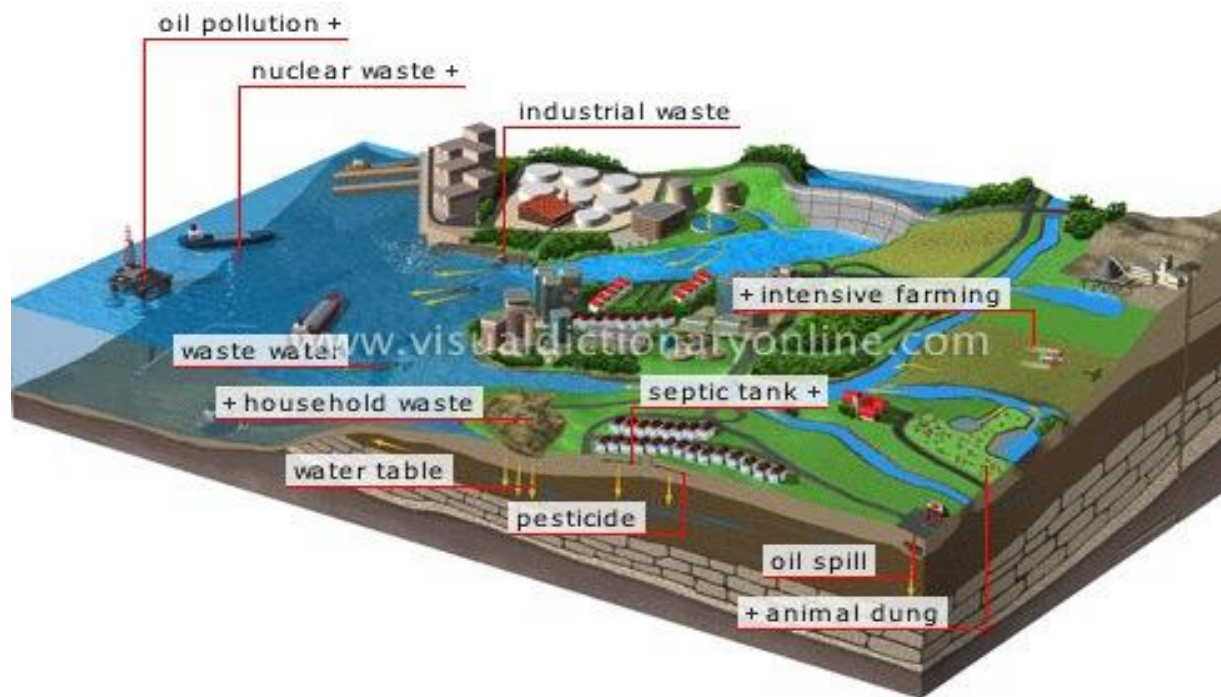 oil pollution +
nuclear waste +
industrial waste
+ intensive farming
www.visualdictionaryonline.com
waste water
septic tank +
+ household waste
water table
pesticide
oil spill
+ animal dung